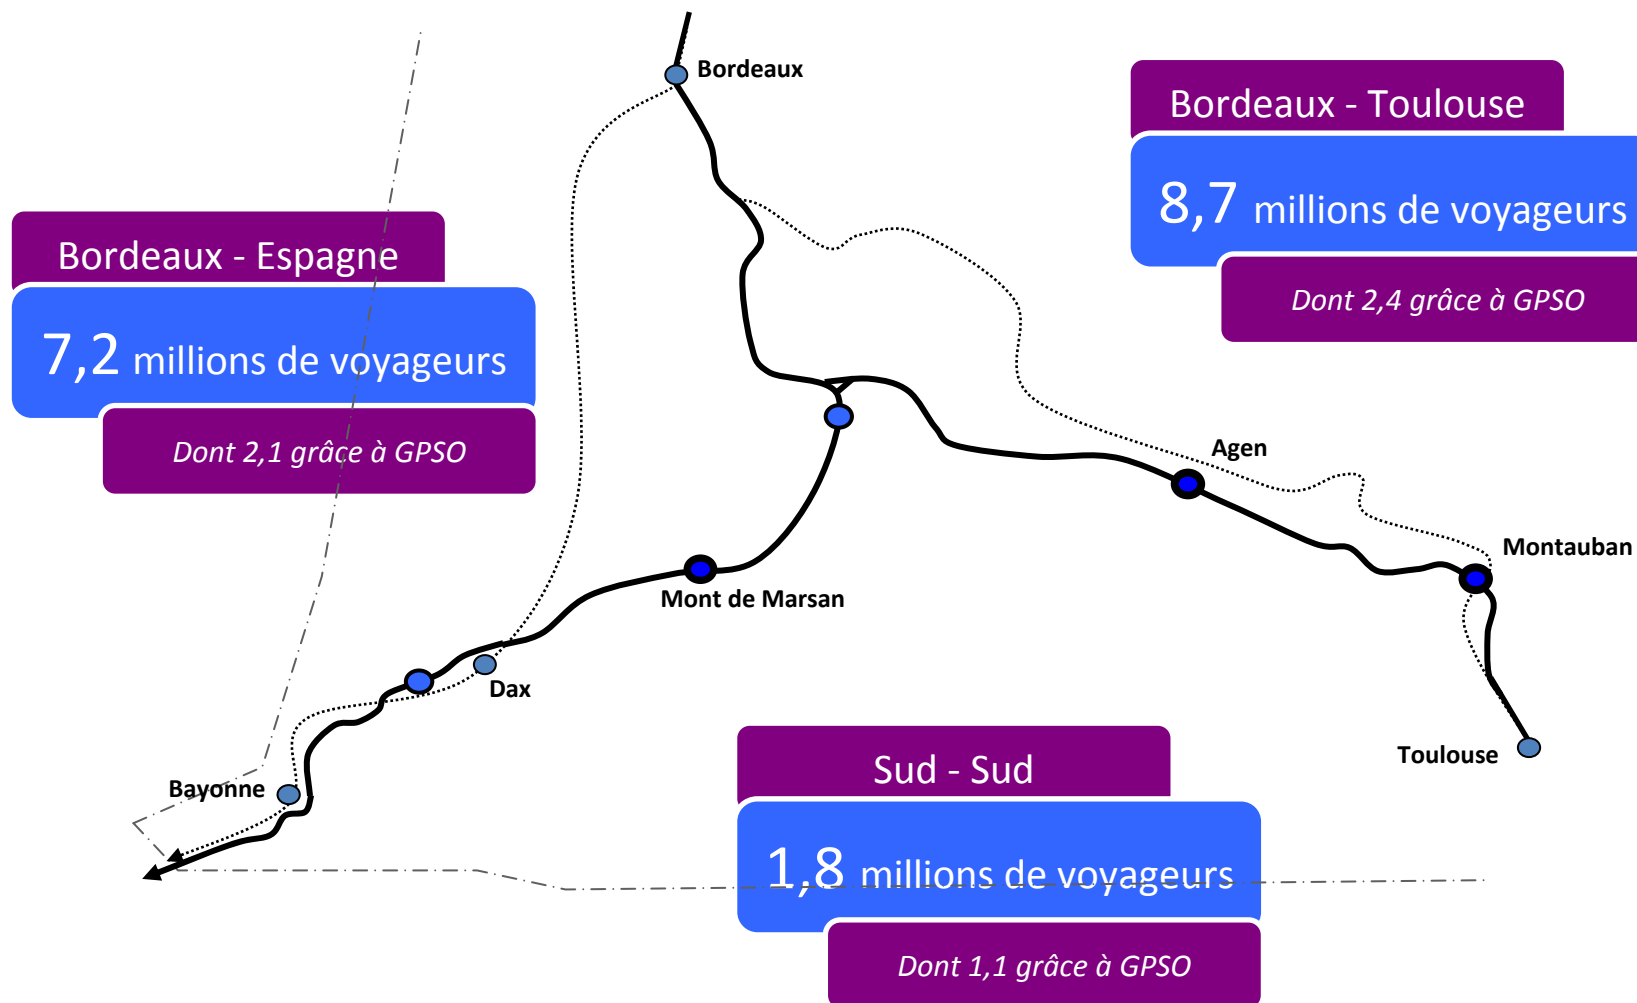 Bordeaux
Bordeaux - Toulouse
8,7 millions de voyageurs
Dont 2,4 grâce à GPSO
Bordeaux - Espagne
7,2 millions de voyageurs
Dont 2,1 grâce à GPSO
Agen
Montauban
Mont de Marsan
Dax
Toulouse
Bayonne
Sud - Sud
1,8 millions de voyageurs
Dont 1,1 grâce à GPSO